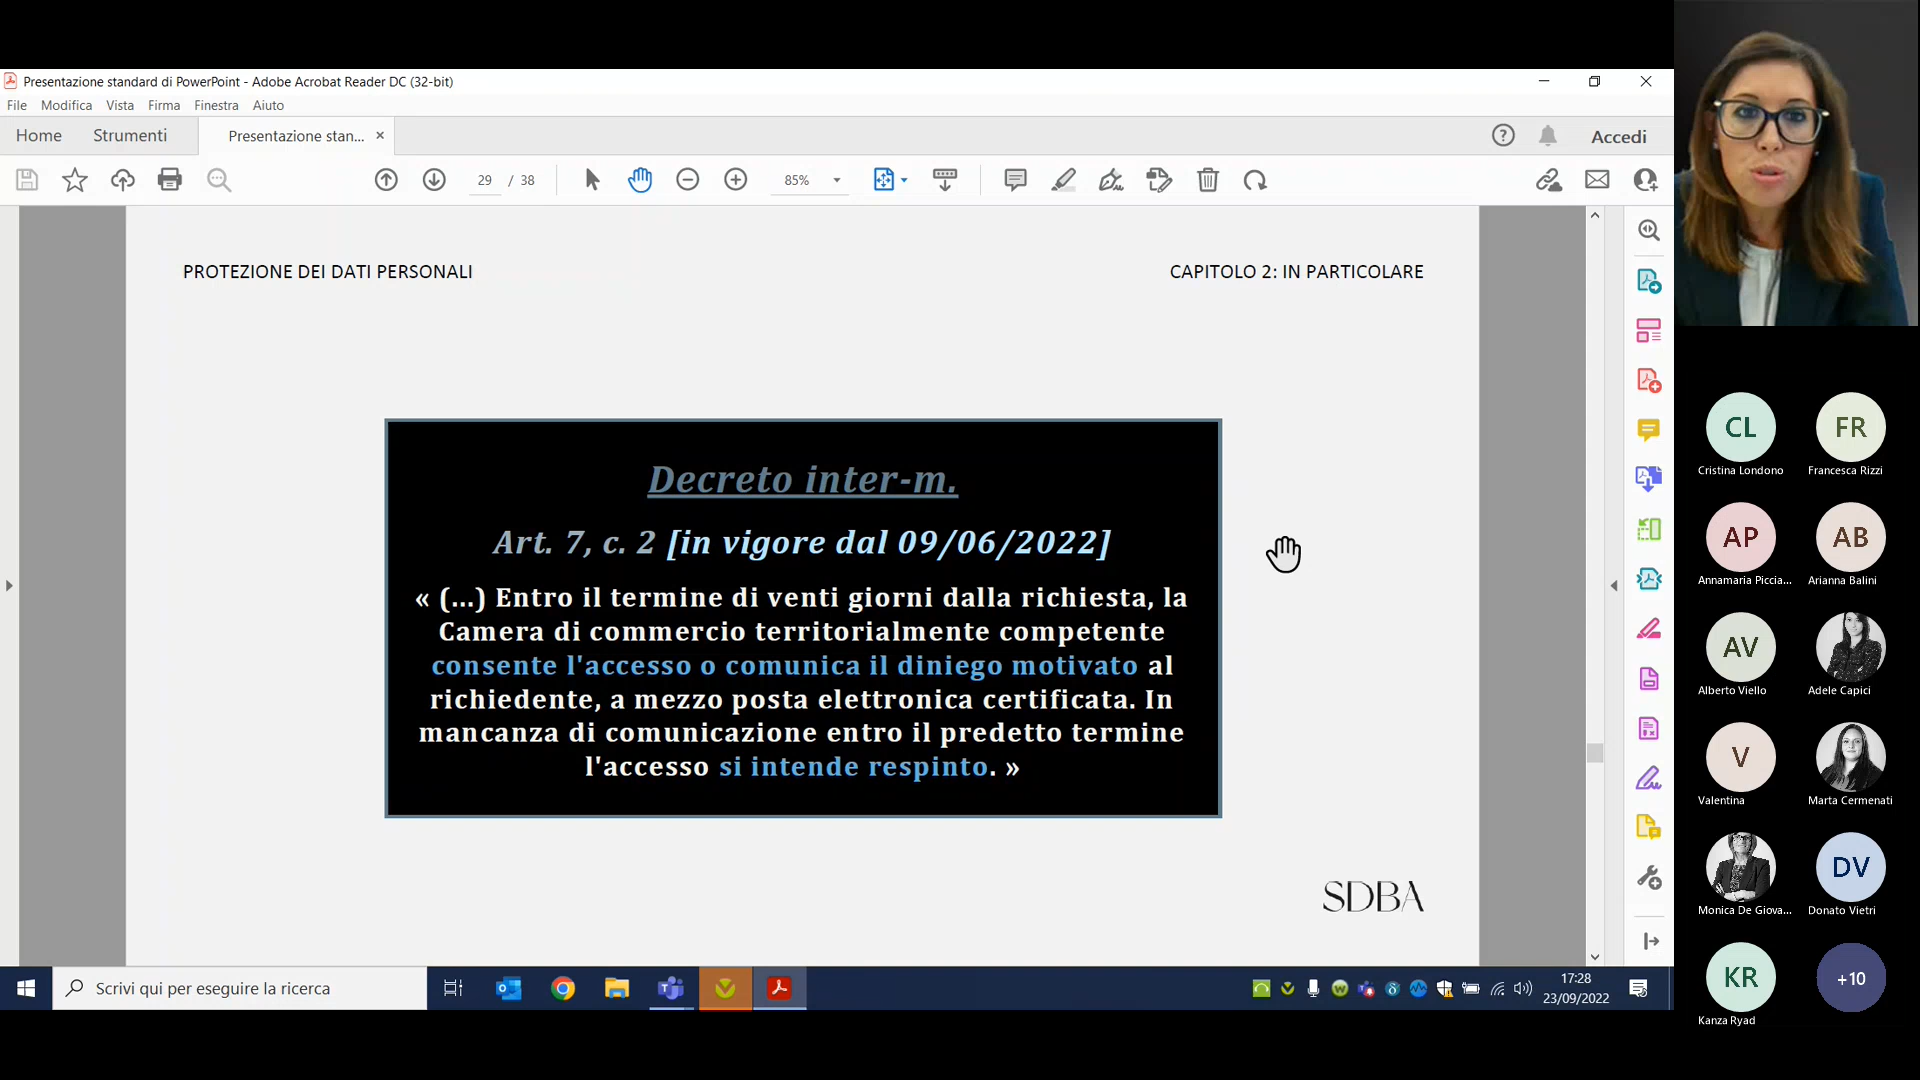 Presentazione standard di PowerPoint - Adobe Acrobat Reader DC (32-bit)
File Modifica Vista Firma Finestra Aiuto
Home Strumenti Presentazione stan... × Accedi
29 / 38 85%
PROTEZIONE DEI DATI PERSONALI
CAPITOLO 2: IN PARTICOLARE
Decreto inter-m.
Art. 7, c. 2 [in vigore dal 09/06/2022]
« (...) Entro il termine di venti giorni dalla richiesta, la
Camera di commercio territorialmente competente
consente l'accesso o comunica il diniego motivato al
richiedente, a mezzo posta elettronica certificata. In
mancanza di comunicazione entro il predetto termine
l'accesso si intende respinto. »
SDBA
Scrivi qui per eseguire la ricerca
17:28
23/09/2022
CL FR
Cristina Londono Francesca Rizzi
AP AB
Annamaria Piccia... Arianna Balini
AV
Alberto Viello Adele Capici
V
Valentina Marta Cermenati
DV
Monica De Giova... Donato Vietri
KR +10
Kanza Ryad